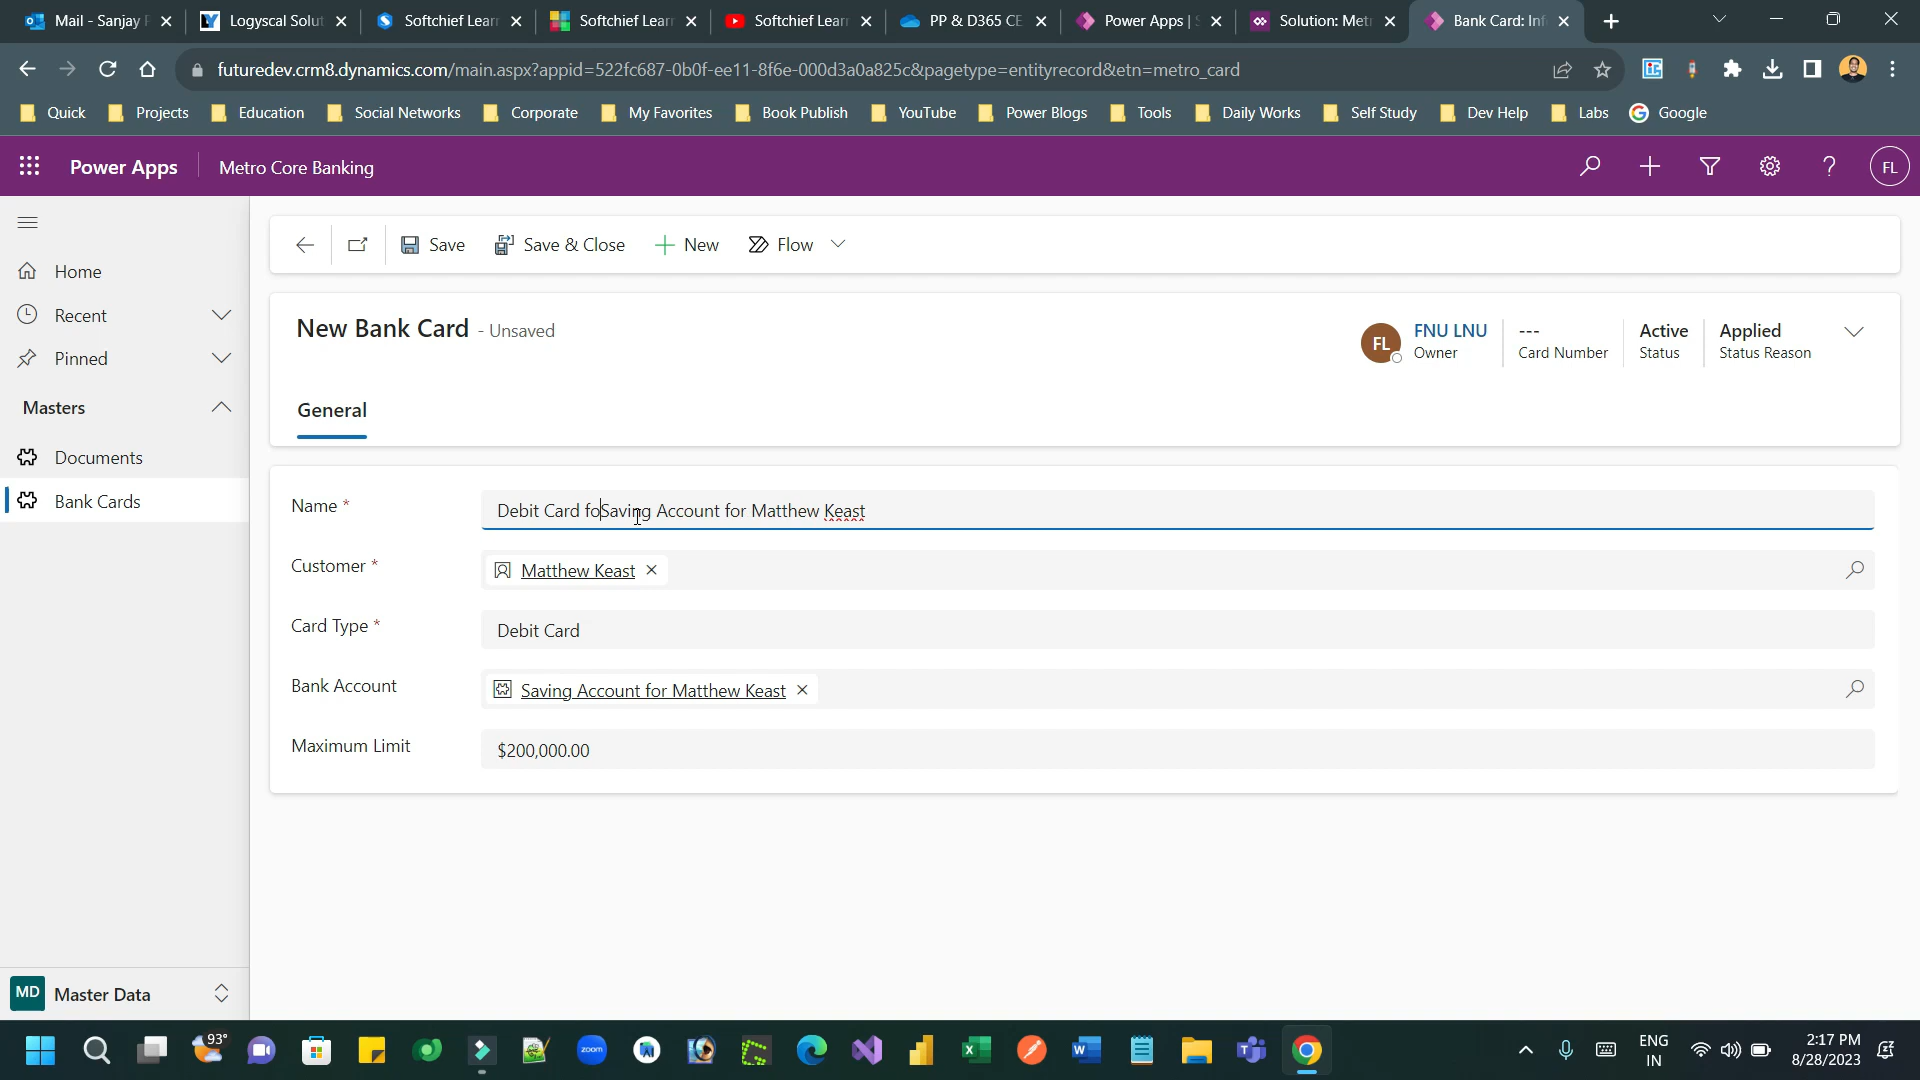 Mail - Sanjay
Logyscal Solut
Softchief Lear
Softchief Lear
Softchief Lear
PP & D365 CE
Power Apps |
Solution: Met
Bank Card: Inf
futuredev.crm8.dynamics.com/main.aspx?appid=522fc687-0b0f-ee11-8f6e-000d3a0a825c&pagetype=entityrecord&etn=metro_card
Quick
Projects
Education
Social Networks
Corporate
My Favorites
Book Publish
YouTube
Power Blogs
Tools
Daily Works
Self Study
Dev Help
Labs
Google
Power Apps
Metro Core Banking
FL
Save
Save & Close
New
Flow
Home
Recent
Pinned
Masters
Documents
Bank Cards
New Bank Card - Unsaved
FL
FNU LNU
Owner
---
Card Number
Active
Status
Applied
Status Reason
General
Name *
Debit Card foSaving Account for Matthew Keast
Customer *
Matthew Keast
Card Type *
Debit Card
Bank Account
Saving Account for Matthew Keast
Maximum Limit
$200,000.00
MD
Master Data
93°
zoom
ENG
IN
2:17 PM
8/28/2023